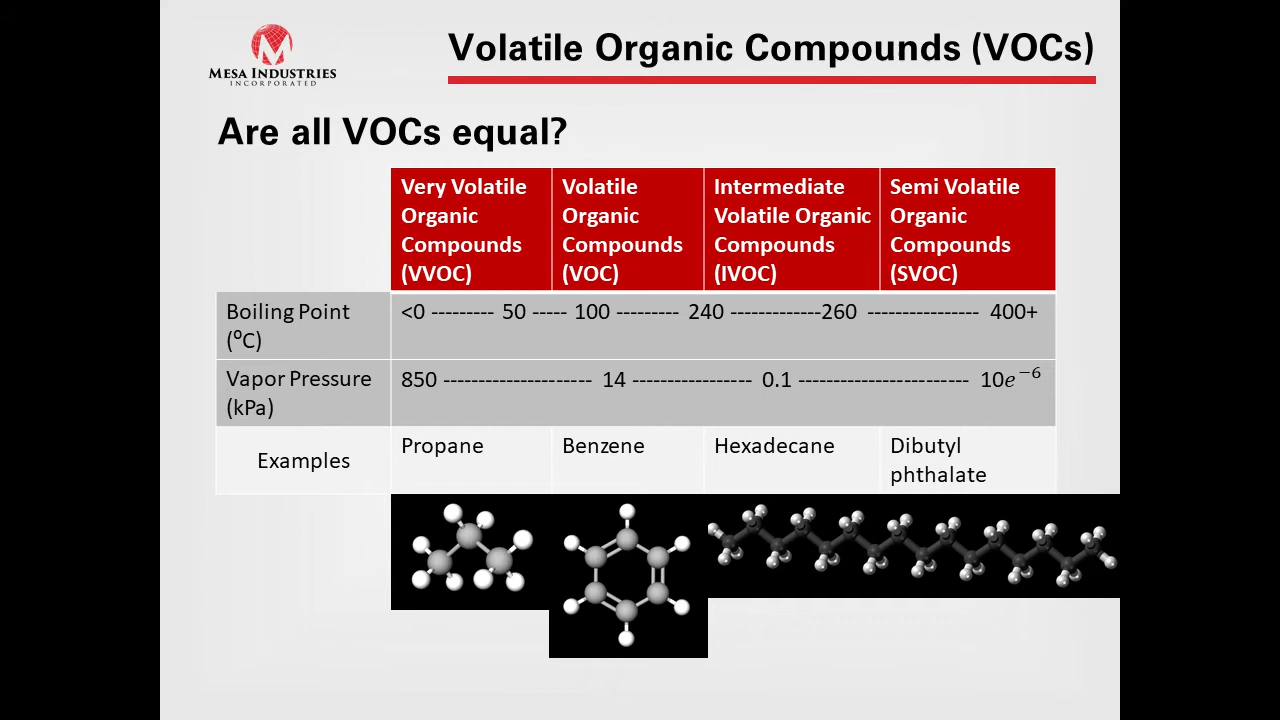 MESA INDUSTRIES
INCORPORATED
Volatile Organic Compounds (VOCs)
Are all VOCs equal?
Very Volatile
Organic
Compounds
(VVOC)
Volatile
Organic
Compounds
(VOC)
Intermediate
Volatile Organic
Compounds
(IVOC)
Semi Volatile
Organic
Compounds
(SVOC)
Boiling Point
(⁰C)
<0 --------- 50 ----- 100 --------- 240 -------------260 ---------------- 400+
Vapor Pressure
(kPa)
850 ---------------------- 14 ----------------- 0.1 ------------------------- 10e⁻⁶
Examples
Propane
Benzene
Hexadecane
Dibutyl
phthalate